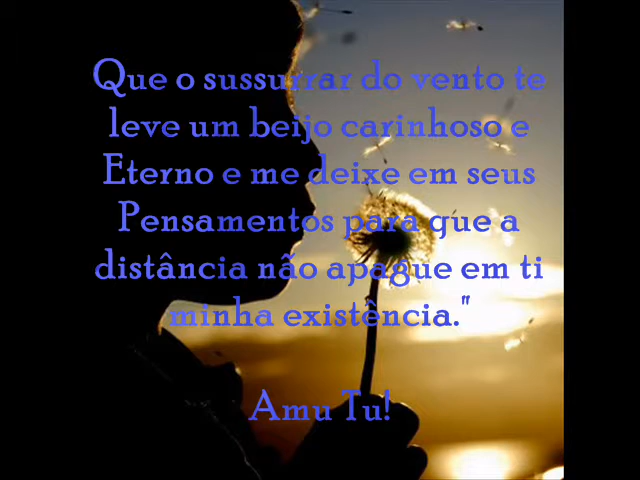 Que o sussurrar do vento te
leve um beijo carinhoso e
Eterno e me deixe em seus
Pensamentos para que a
distância não apague em ti
minha existência."
Amu Tu!